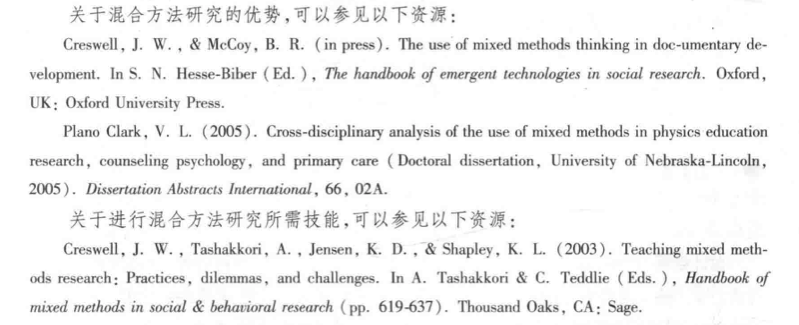 关于混合方法研究的优势,可以参见以下资源:
Creswell, J. W. , & McCoy, B. R. (in press). The use of mixed methods thinking in doc-umentary de-
velopment. In S. N. Hesse-Biber (Ed. ), The handbook of emergent technologies in social research. Oxford,
UK: Oxford University Press.
Plano Clark, V. L. (2005). Cross-disciplinary analysis of the use of mixed methods in physics education
research, counseling psychology, and primary care (Doctoral dissertation, University of Nebraska-Lincoln,
2005). Dissertation Abstracts International, 66, 02A.
关于进行混合方法研究所需技能,可以参见以下资源:
Creswell, J. W. , Tashakkori, A. , Jensen, K. D. , & Shapley, K. L. (2003). Teaching mixed meth-
ods research: Practices, dilemmas, and challenges. In A. Tashakkori & C. Teddlie (Eds. ), Handbook of
mixed methods in social & behavioral research (pp. 619-637). Thousand Oaks, CA: Sage.